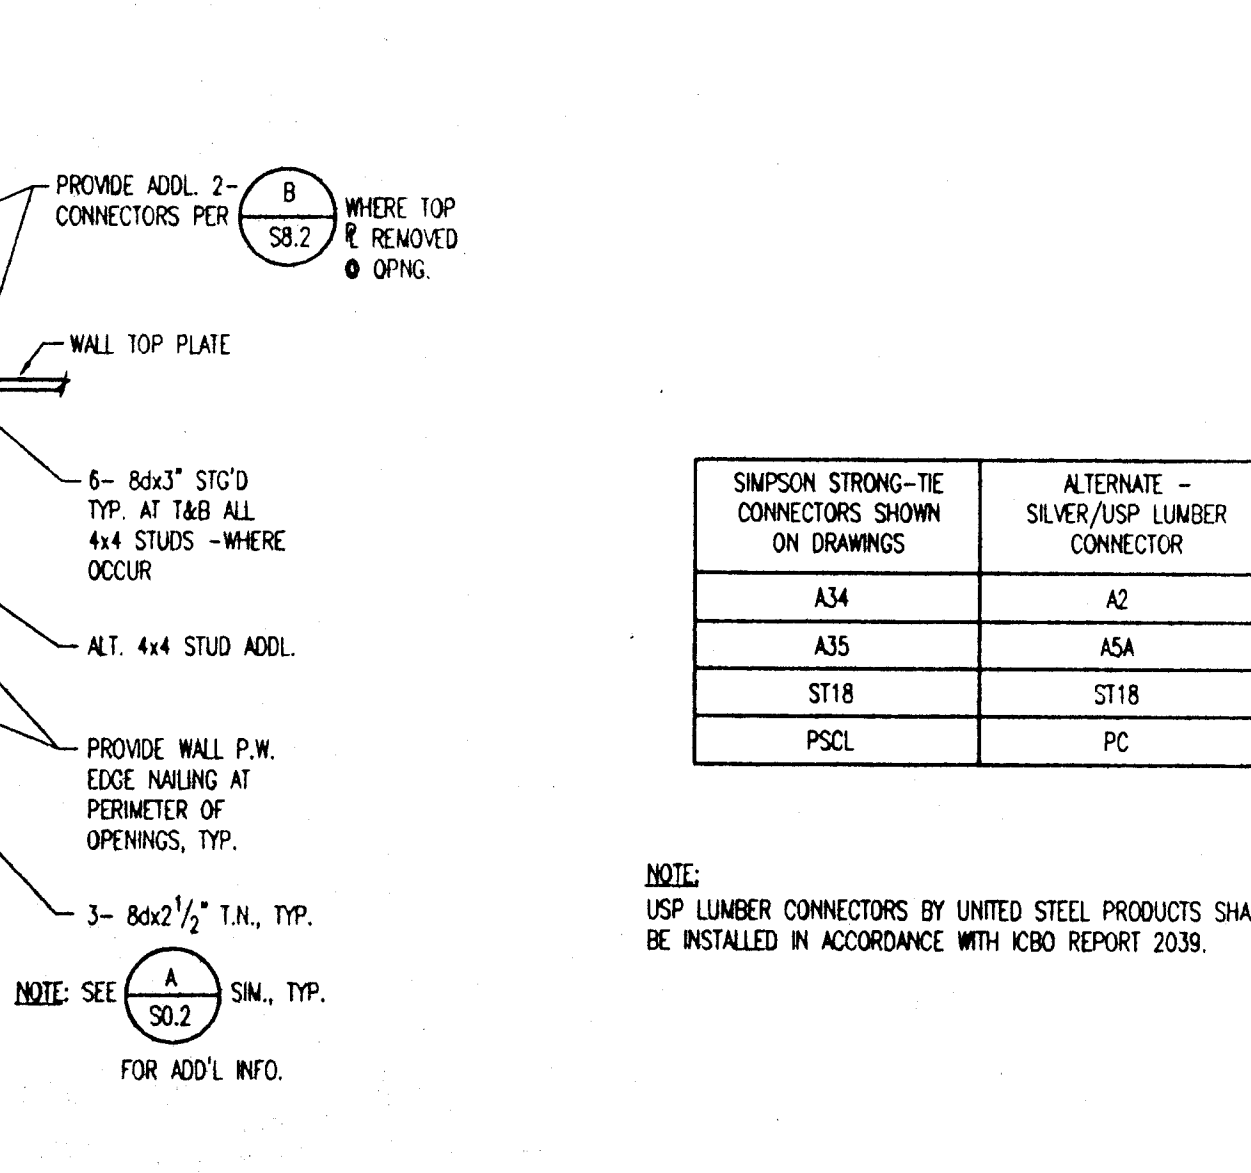 PROVIDE ADDL. 2-
CONNECTORS PER
B
S8.2
WHERE TOP
℄ REMOVED
@ OPNG.
WALL TOP PLATE
6- 8dx3" STG'D
TYP. AT T&B ALL
4x4 STUDS -WHERE
OCCUR
ALT. 4x4 STUD ADDL.
PROVIDE WALL P.W.
EDGE NAILING AT
PERIMETER OF
OPENINGS, TYP.
3- 8dx2 1/2" T.N., TYP.
NOTE: SEE
A
S0.2
SIM., TYP.
FOR ADD'L INFO.
SIMPSON STRONG-TIE
CONNECTORS SHOWN
ON DRAWINGS
ALTERNATE -
SILVER/USP LUMBER
CONNECTOR
A34
A2
A35
A5A
ST18
ST18
PSCL
PC
NOTE:
USP LUMBER CONNECTORS BY UNITED STEEL PRODUCTS SHA
BE INSTALLED IN ACCORDANCE WITH ICBO REPORT 2039.